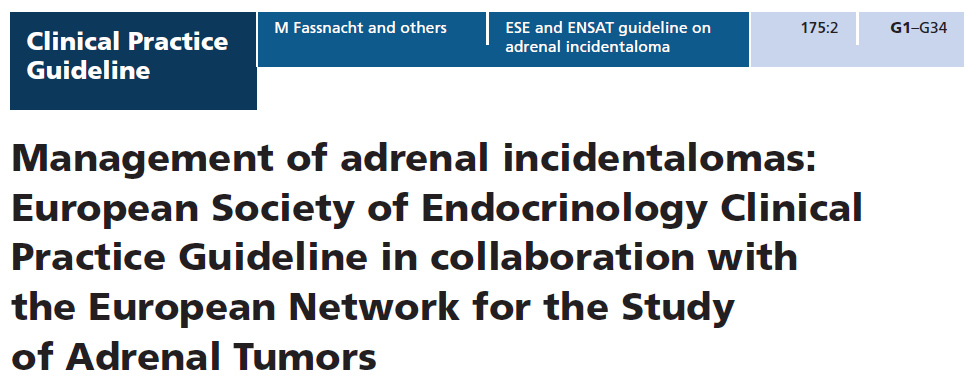 Clinical Practice
Guideline
M Fassnacht and others
ESE and ENSAT guideline on
adrenal incidentaloma
175:2
G1–G34
Management of adrenal incidentalomas:
European Society of Endocrinology Clinical
Practice Guideline in collaboration with
the European Network for the Study
of Adrenal Tumors